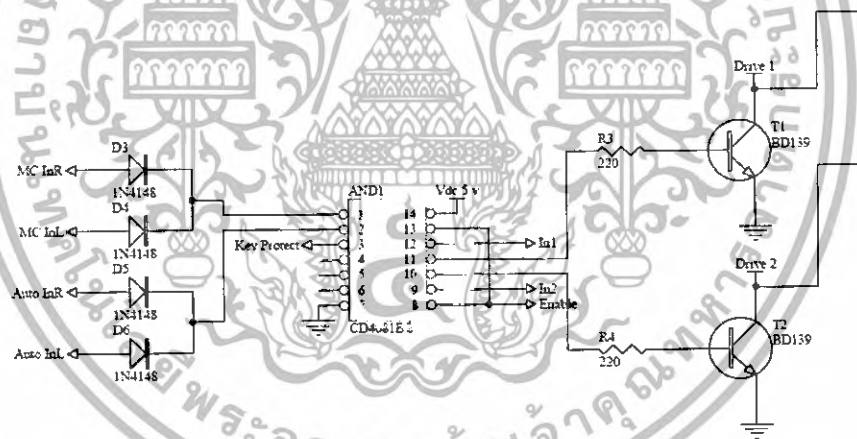 Drive 1
T1
BD139
R3
220
D3
MC InR
1N4148
D4
MC InL
1N4148
D5
Auto InR
1N4148
D6
Auto InL
1N4148
AND1
Vdc 5 v
1 14
2 13
Key Protect 3 12 In1
4 11
5 10
6 9 In2
8 Enable
Drive 2
T2
BD139
R4
220